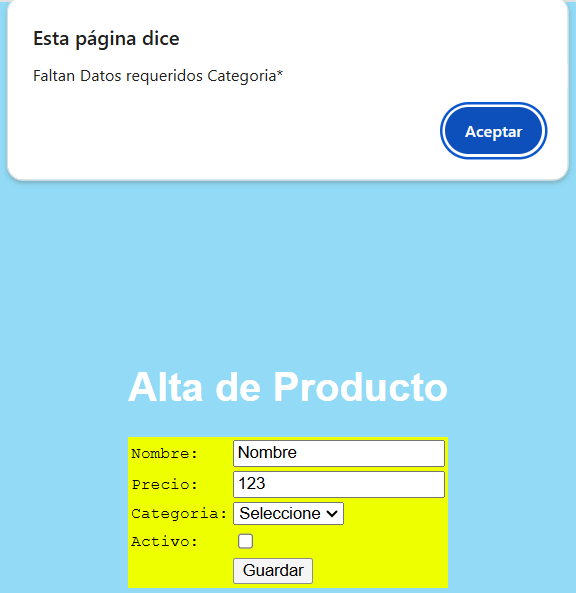 Esta página dice
Faltan Datos requeridos Categoria*
Aceptar
Alta de Producto
Nombre: Nombre
Precio: 123
Categoria: Seleccione
Activo:
Guardar